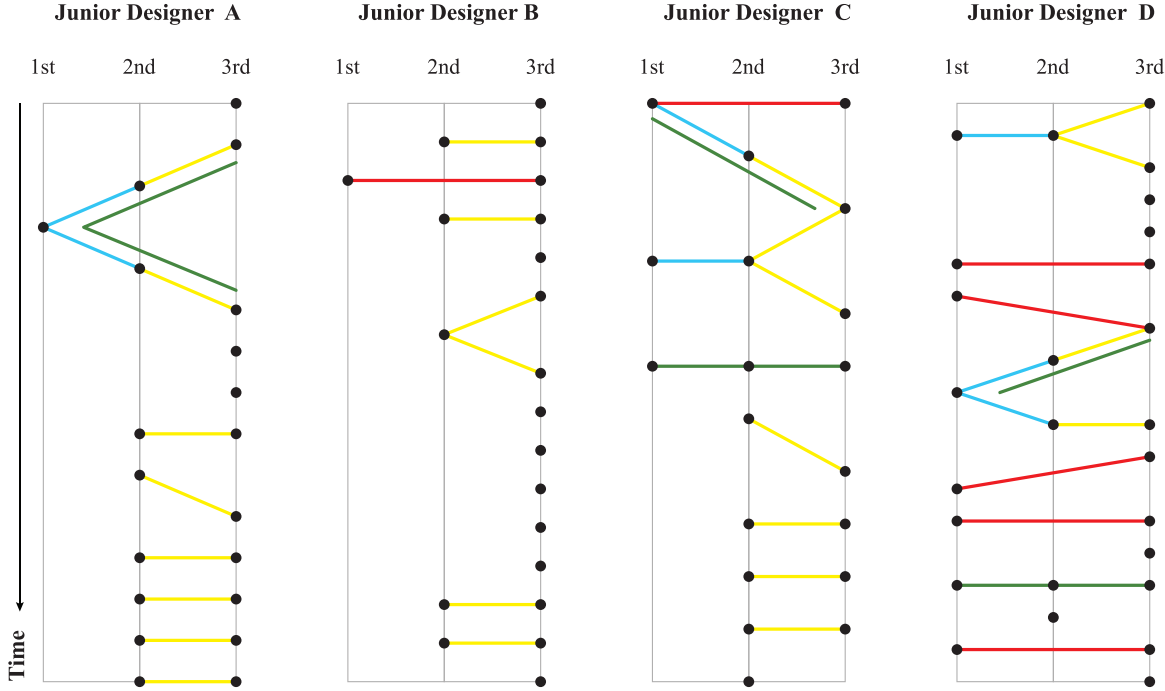 Junior Designer A
Junior Designer B
Junior Designer C
Junior Designer D
1st 2nd 3rd
1st 2nd 3rd
1st 2nd 3rd
1st 2nd 3rd
Time